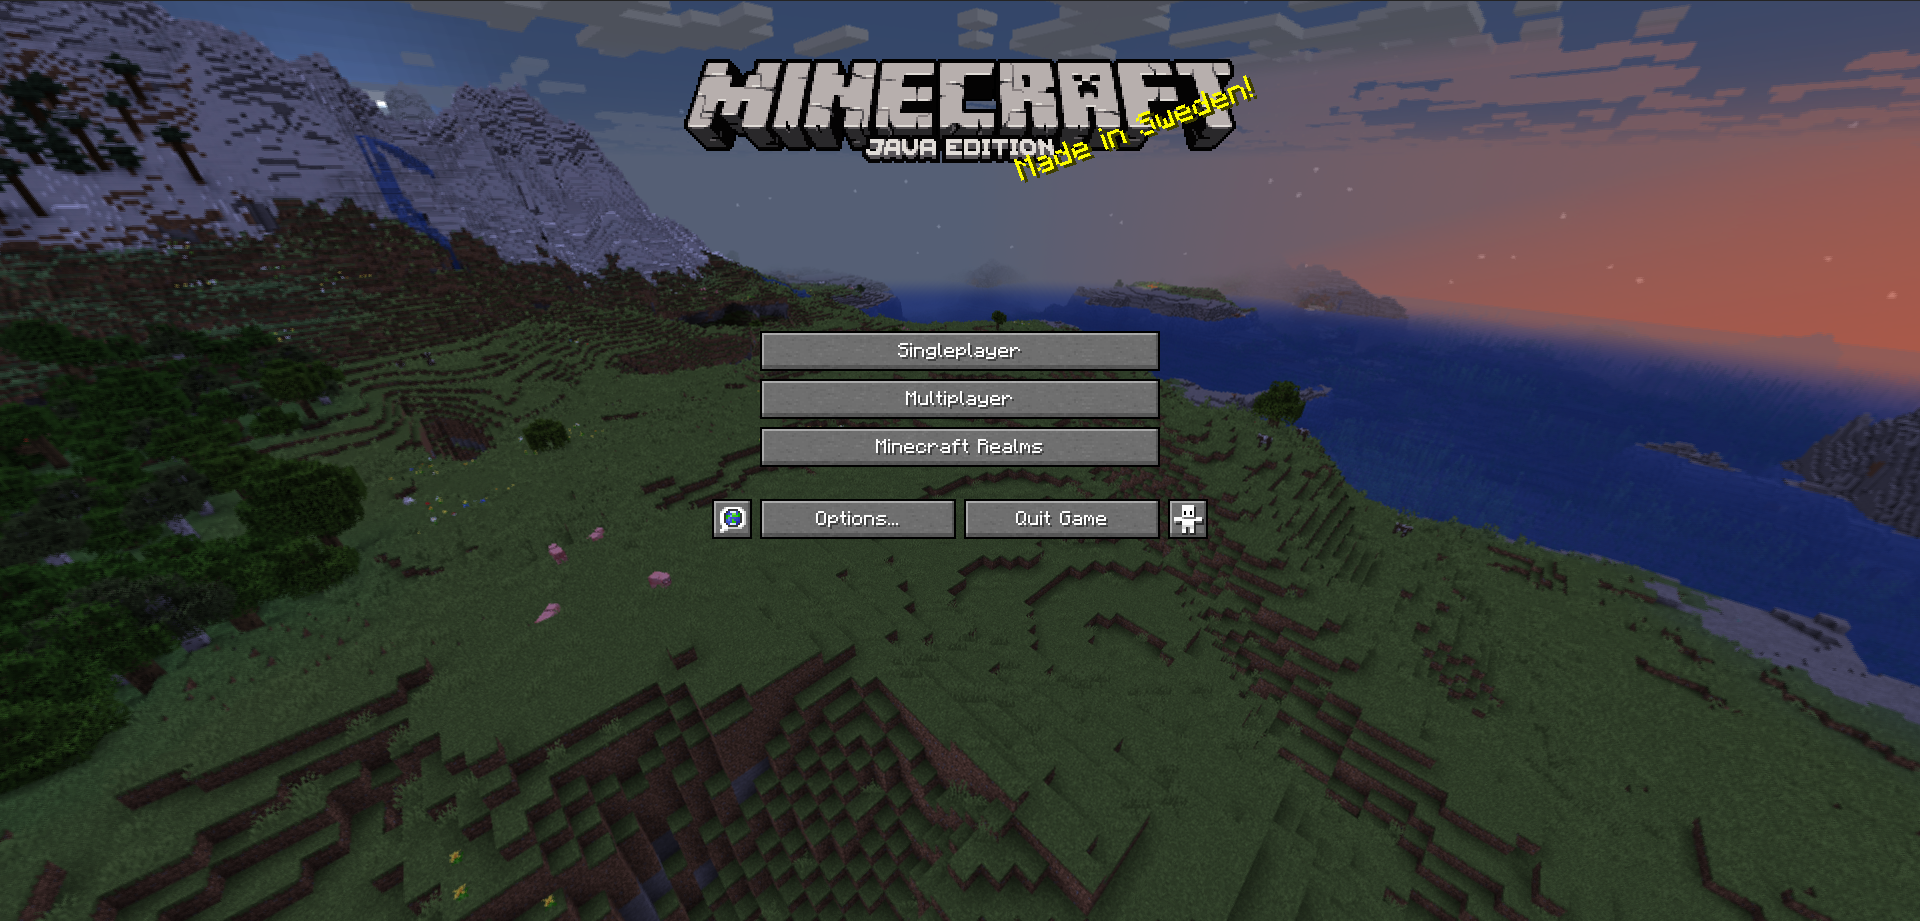 MINECRAFT
JAVA EDITION
Made in Sweden!
Singleplayer
Multiplayer
Minecraft Realms
Options...
Quit Game